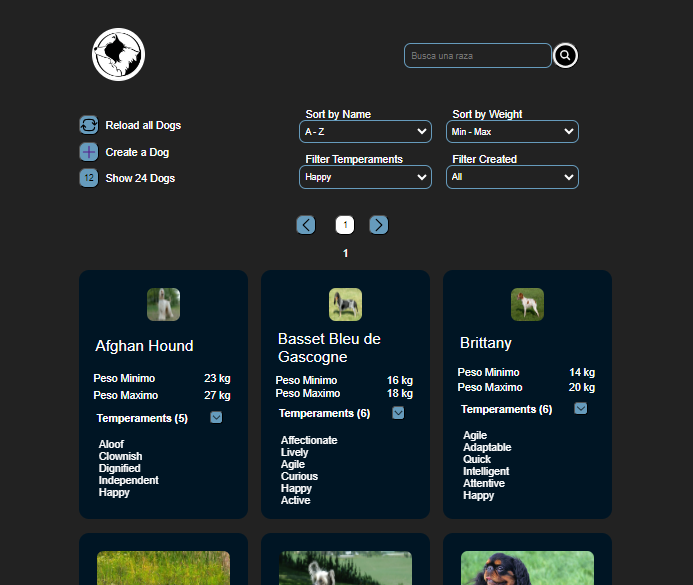 Busca una raza
Reload all Dogs
Create a Dog
12 Show 24 Dogs
Sort by Name
A - Z
Sort by Weight
Min - Max
Filter Temperaments
Happy
Filter Created
All
1
1
Afghan Hound
Peso Minimo 23 kg
Peso Maximo 27 kg
Temperaments (5)
Aloof
Clownish
Dignified
Independent
Happy
Basset Bleu de
Gascogne
Peso Minimo 16 kg
Peso Maximo 18 kg
Temperaments (6)
Affectionate
Lively
Agile
Curious
Happy
Active
Brittany
Peso Minimo 14 kg
Peso Maximo 20 kg
Temperaments (6)
Agile
Adaptable
Quick
Intelligent
Attentive
Happy